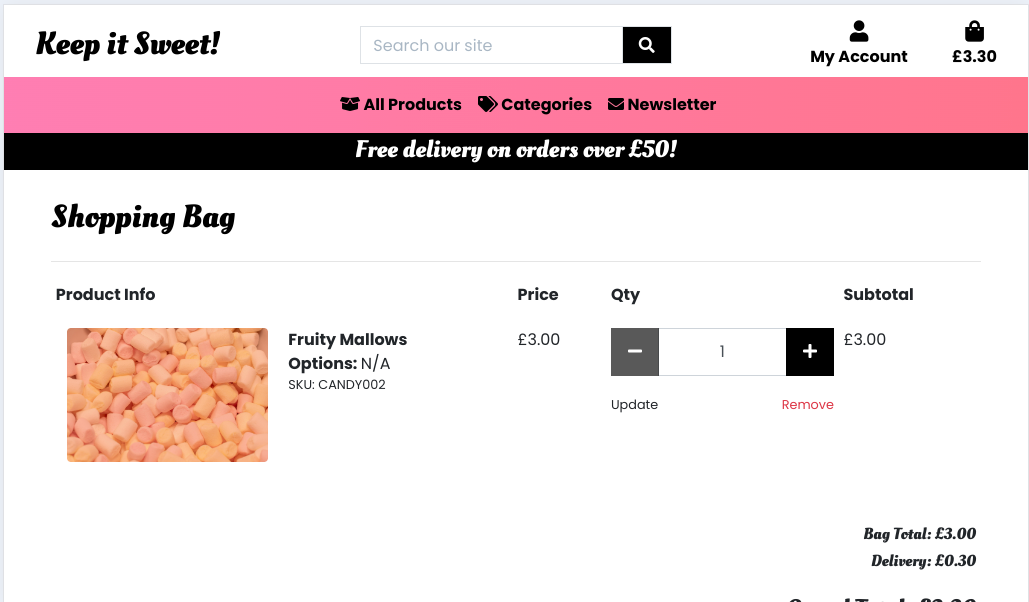 Keep it Sweet!
Search our site
My Account
£3.30
All Products
Categories
Newsletter
Free delivery on orders over £50!
Shopping Bag
Product Info
Price
Qty
Subtotal
Fruity Mallows
Options: N/A
SKU: CANDY002
£3.00
1
£3.00
Update
Remove
Bag Total: £3.00
Delivery: £0.30